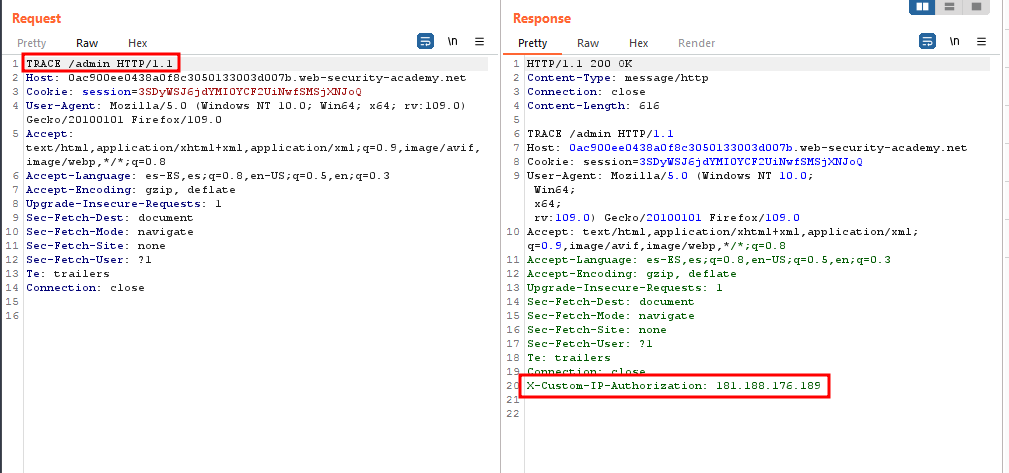 Request
Pretty Raw Hex \n
1 TRACE /admin HTTP/1.1
2 Host: 0ac900ee0438a0f8c3050133003d007b.web-security-academy.net
3 Cookie: session=3SDyWSJ6jdYMIOYCF2UiNwfSMSjXNJoQ
4 User-Agent: Mozilla/5.0 (Windows NT 10.0; Win64; x64; rv:109.0)
Gecko/20100101 Firefox/109.0
5 Accept:
text/html,application/xhtml+xml,application/xml;q=0.9,image/avif,
image/webp,*/*;q=0.8
6 Accept-Language: es-ES,es;q=0.8,en-US;q=0.5,en;q=0.3
7 Accept-Encoding: gzip, deflate
8 Upgrade-Insecure-Requests: 1
9 Sec-Fetch-Dest: document
10 Sec-Fetch-Mode: navigate
11 Sec-Fetch-Site: none
12 Sec-Fetch-User: ?1
13 Te: trailers
14 Connection: close
15
16
Response
Pretty Raw Hex Render \n
1 HTTP/1.1 200 OK
2 Content-Type: message/http
3 Connection: close
4 Content-Length: 616
5
6 TRACE /admin HTTP/1.1
7 Host: 0ac900ee0438a0f8c3050133003d007b.web-security-academy.net
8 Cookie: session=3SDyWSJ6jdYMIOYCF2UiNwfSMSjXNJoQ
9 User-Agent: Mozilla/5.0 (Windows NT 10.0;
Win64;
x64;
rv:109.0) Gecko/20100101 Firefox/109.0
10 Accept: text/html,application/xhtml+xml,application/xml;
q=0.9,image/avif,image/webp,*/*;q=0.8
11 Accept-Language: es-ES,es;q=0.8,en-US;q=0.5,en;q=0.3
12 Accept-Encoding: gzip, deflate
13 Upgrade-Insecure-Requests: 1
14 Sec-Fetch-Dest: document
15 Sec-Fetch-Mode: navigate
16 Sec-Fetch-Site: none
17 Sec-Fetch-User: ?1
18 Te: trailers
19 Connection: close
20 X-Custom-IP-Authorization: 181.188.176.189
21
22